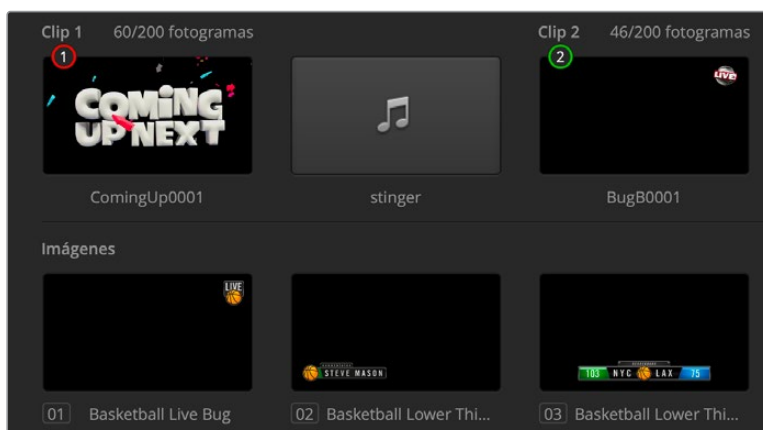 Clip 1 60/200 fotogramas Clip 2 46/200 fotogramas
1 2
COMING
UP NEXT
LIVE
ComingUp0001 stinger BugB0001
Imágenes
LIVE
STEVE MASON
103 NYC LAX 75
01 Basketball Live Bug 02 Basketball Lower Thi... 03 Basketball Lower Thi...